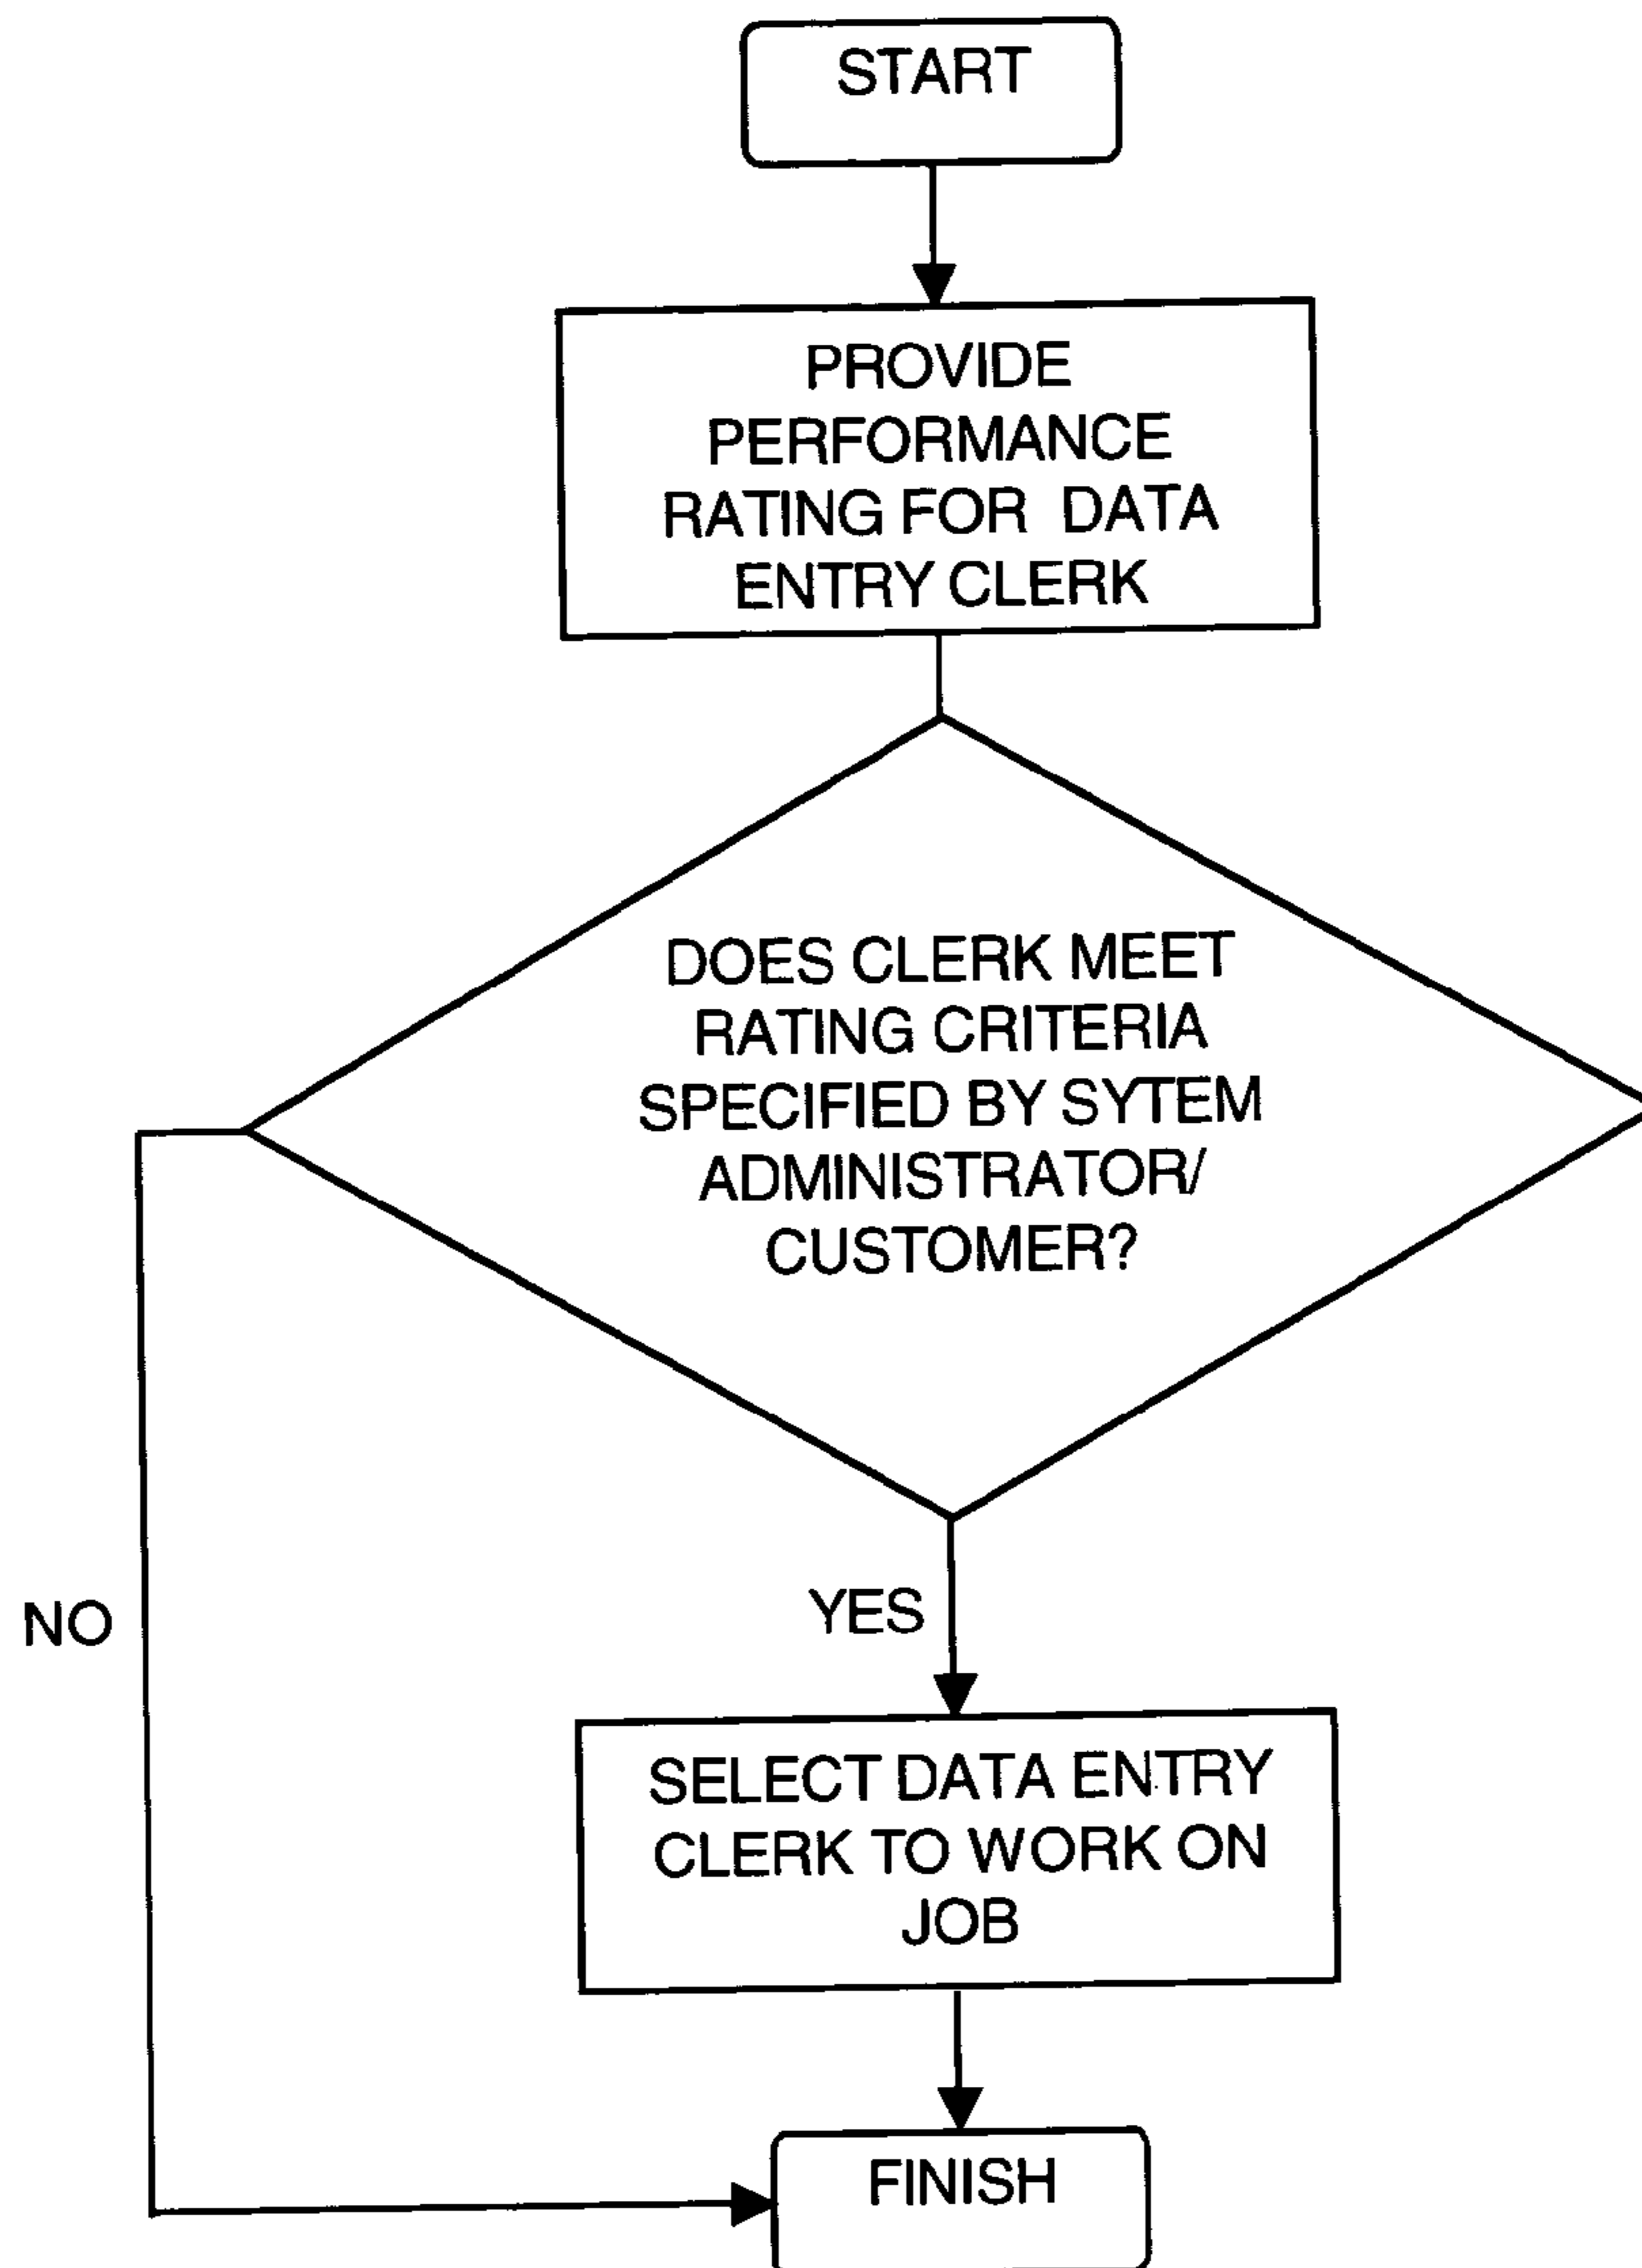 START
PROVIDE
PERFORMANCE
RATING FOR DATA
ENTRY CLERK
DOES CLERK MEET
RATING CRITERIA
SPECIFIED BY SYTEM
ADMINISTRATOR/
CUSTOMER?
NO
YES
SELECT DATA ENTRY
CLERK TO WORK ON
JOB
FINISH